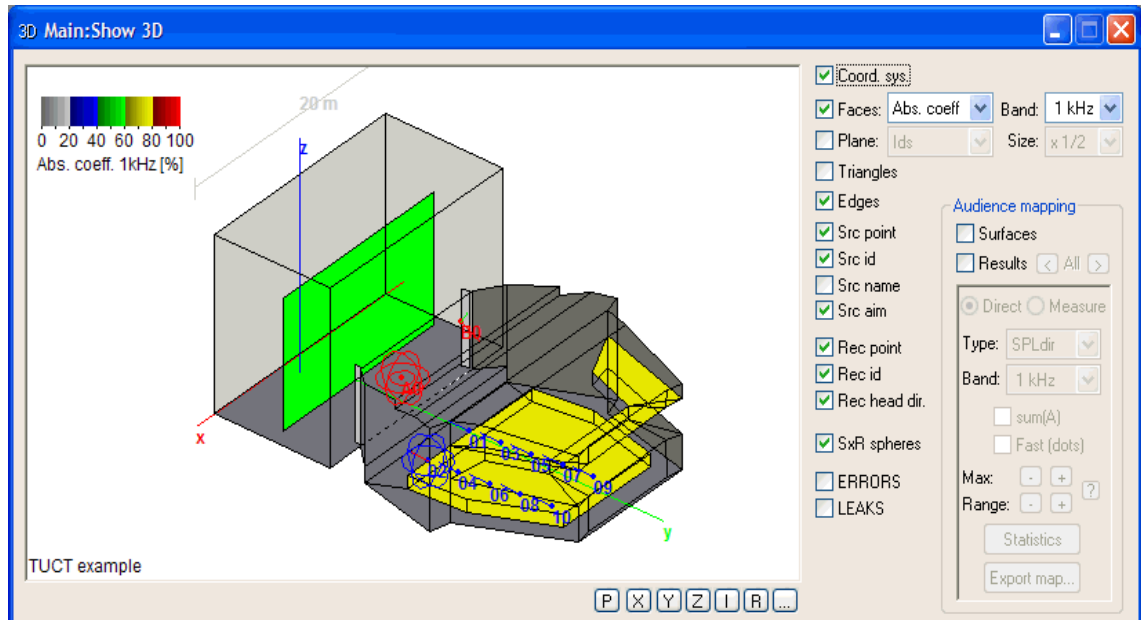 3D Main:Show 3D
20 m
0 20 40 60 80 100
Abs. coeff. 1kHz [%]
z
x
B0
A0
01
03
05
07
09
02
04
06
08
10
y
TUCT example
P X Y Z I R ...
Coord. sys.
Faces: Abs. coeff Band: 1 kHz
Plane: Ids Size: x 1/2
Triangles
Edges
Src point
Src id
Src name
Src aim
Rec point
Rec id
Rec head dir.
SxR spheres
ERRORS
LEAKS
Audience mapping
Surfaces
Results < All >
Direct Measure
Type: SPLdir
Band: 1 kHz
sum(A)
Fast (dots)
Max: - +
Range: - + ?
Statistics
Export map...